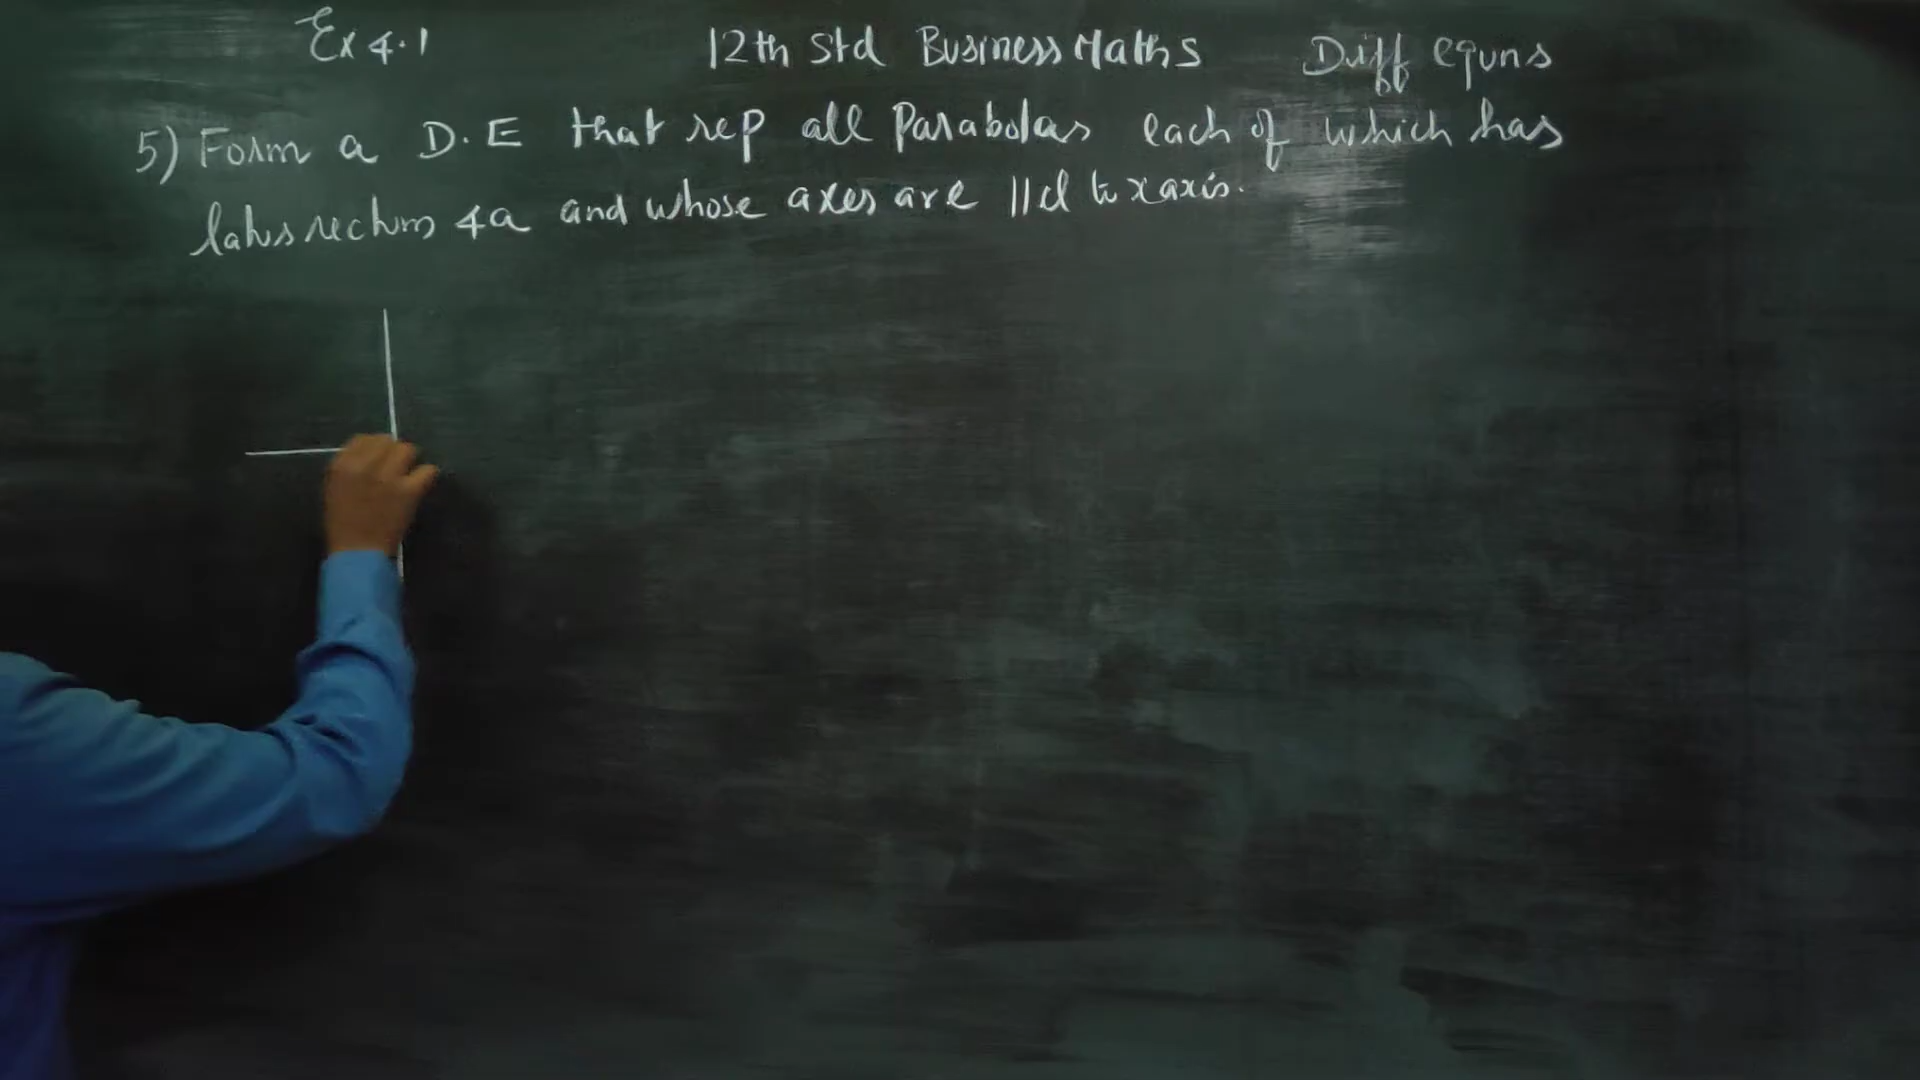 Ex 4.1 12th Std Business Maths Diff equns
5) Form a D.E that rep all Parabolas each of which has
latus rectum 4a and whose axes are ||el to x axis.